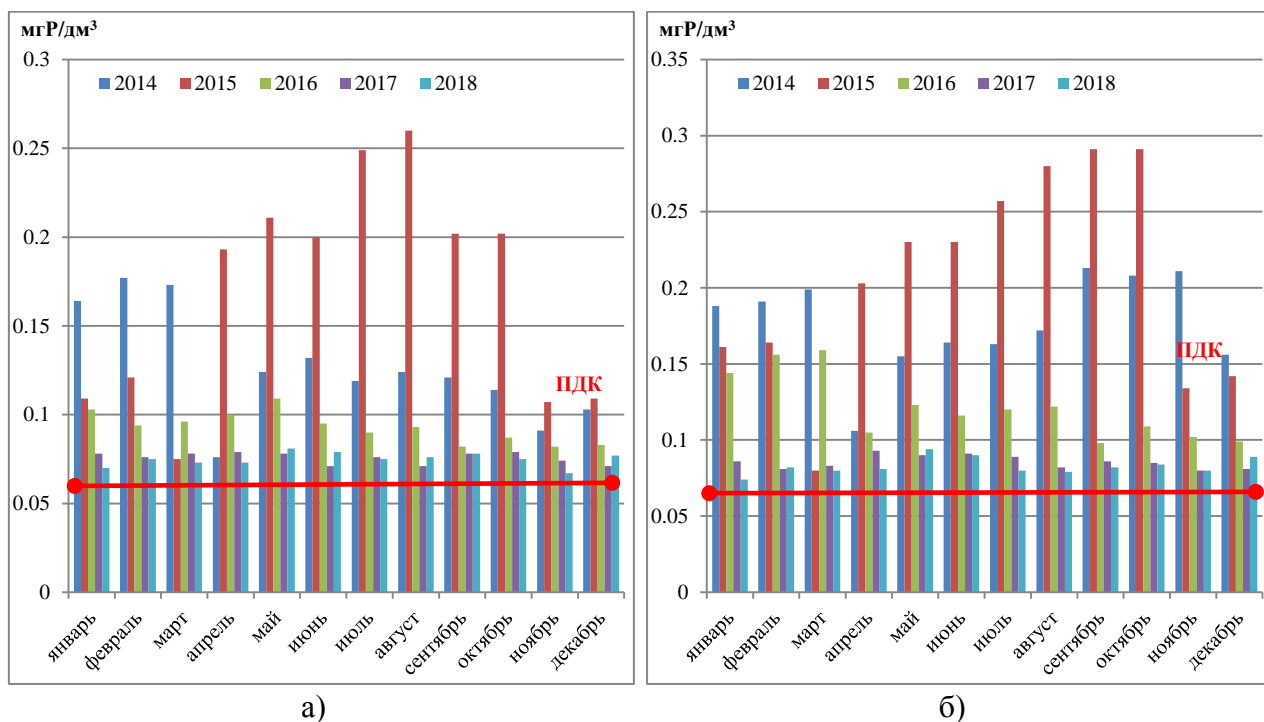 мгР/дм³
0.3
2014 2015 2016 2017 2018
0.25
0.2
0.15
ПДК
0.1
0.05
0
январь февраль март апрель май июнь июль август сентябрь октябрь ноябрь декабрь
а)
мгР/дм³
0.35
2014 2015 2016 2017 2018
0.3
0.25
0.2
ПДК
0.15
0.1
0.05
0
январь февраль март апрель май июнь июль август сентябрь октябрь ноябрь декабрь
б)